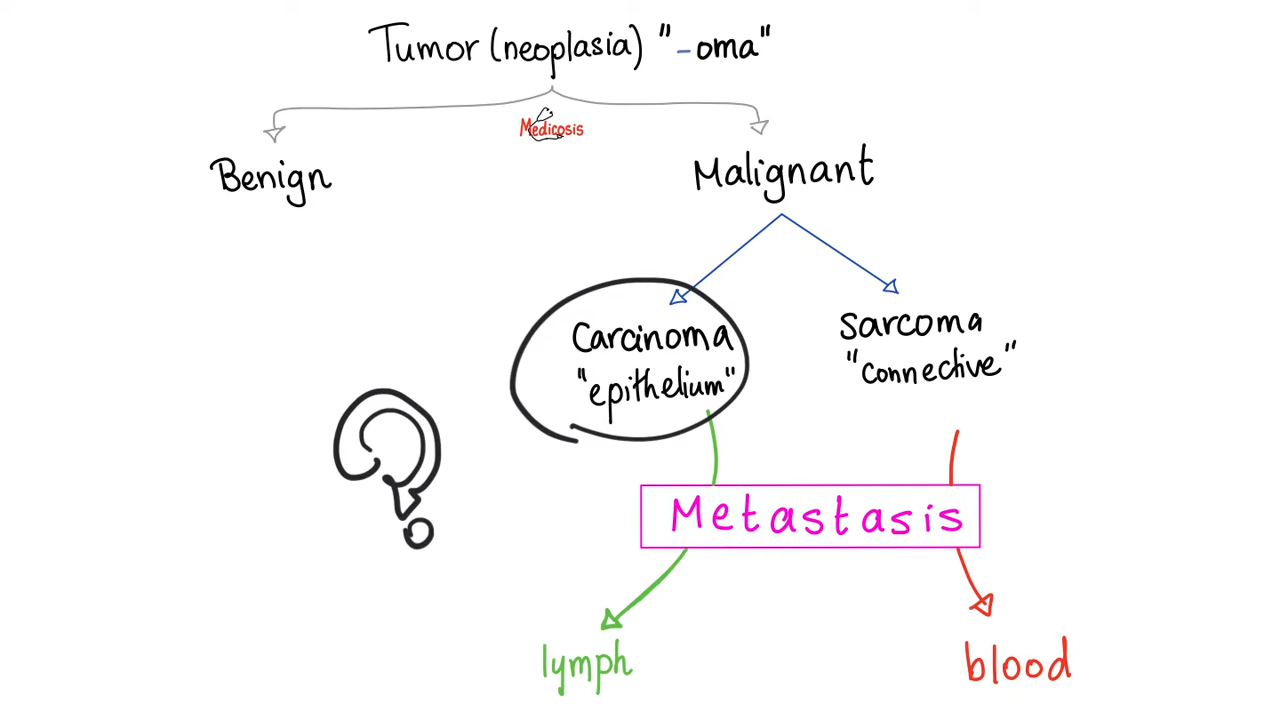 Tumor (neoplasia) "-oma"
Medicosis
Benign
Malignant
Carcinoma
"epithelium"
Sarcoma
"connective"
?
Metastasis
lymph
blood